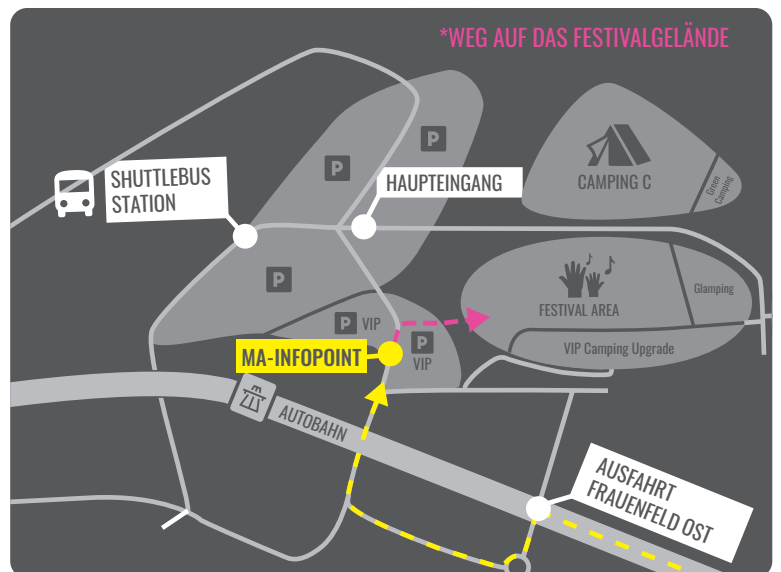 *WEG AUF DAS FESTIVALGELÄNDE
P
P
SHUTTLEBUS
STATION
HAUPTEINGANG
CAMPING C
Green
Camping
P
FESTIVAL AREA
Glamping
P VIP
P
VIP
VIP Camping Upgrade
MA-INFOPOINT
AUTOBAHN
AUSFAHRT
FRAUENFELD OST